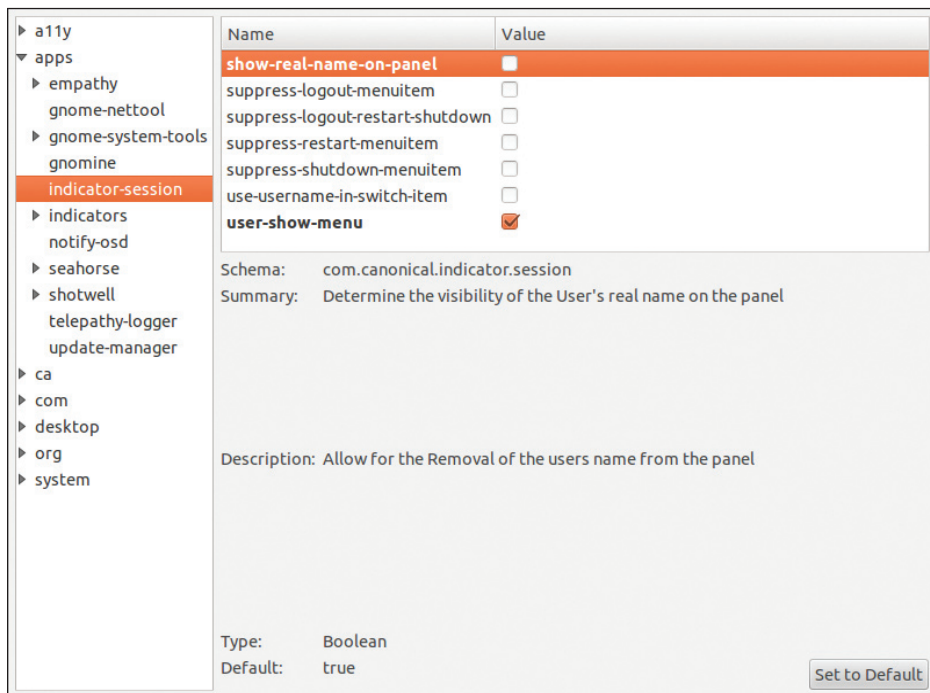 a11y
apps
empathy
gnome-nettool
gnome-system-tools
gnomine
indicator-session
indicators
notify-osd
seahorse
shotwell
telepathy-logger
update-manager
ca
com
desktop
org
system
Name Value
show-real-name-on-panel
suppress-logout-menuitem
suppress-logout-restart-shutdown
suppress-restart-menuitem
suppress-shutdown-menuitem
use-username-in-switch-item
user-show-menu
Schema: com.canonical.indicator.session
Summary: Determine the visibility of the User's real name on the panel
Description: Allow for the Removal of the users name from the panel
Type: Boolean
Default: true
Set to Default